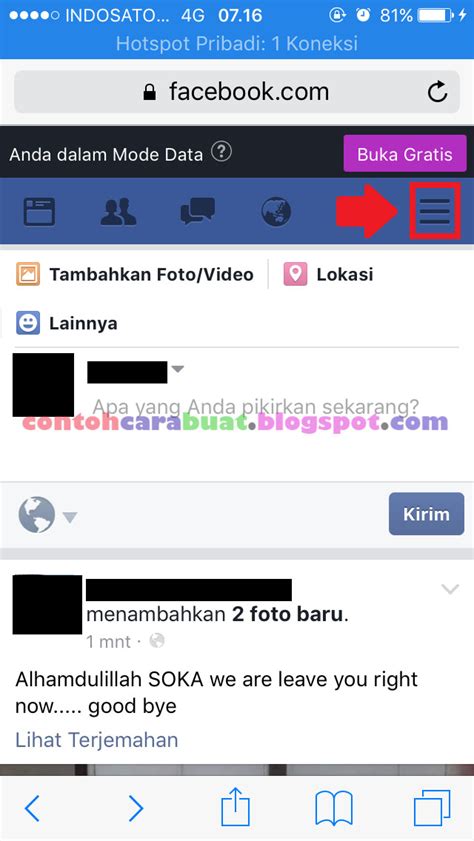 INDOSATO... 4G 07.16 81%
Hotspot Pribadi: 1 Koneksi
facebook.com
Anda dalam Mode Data ? Buka Gratis
Tambahkan Foto/Video Lokasi
Lainnya
Apa yang Anda pikirkan sekarang?
contohcarabuat.blogspot.com
Kirim
menambahkan 2 foto baru.
1 mnt ·
Alhamdulillah SOKA we are leave you right
now..... good bye
Lihat Terjemahan